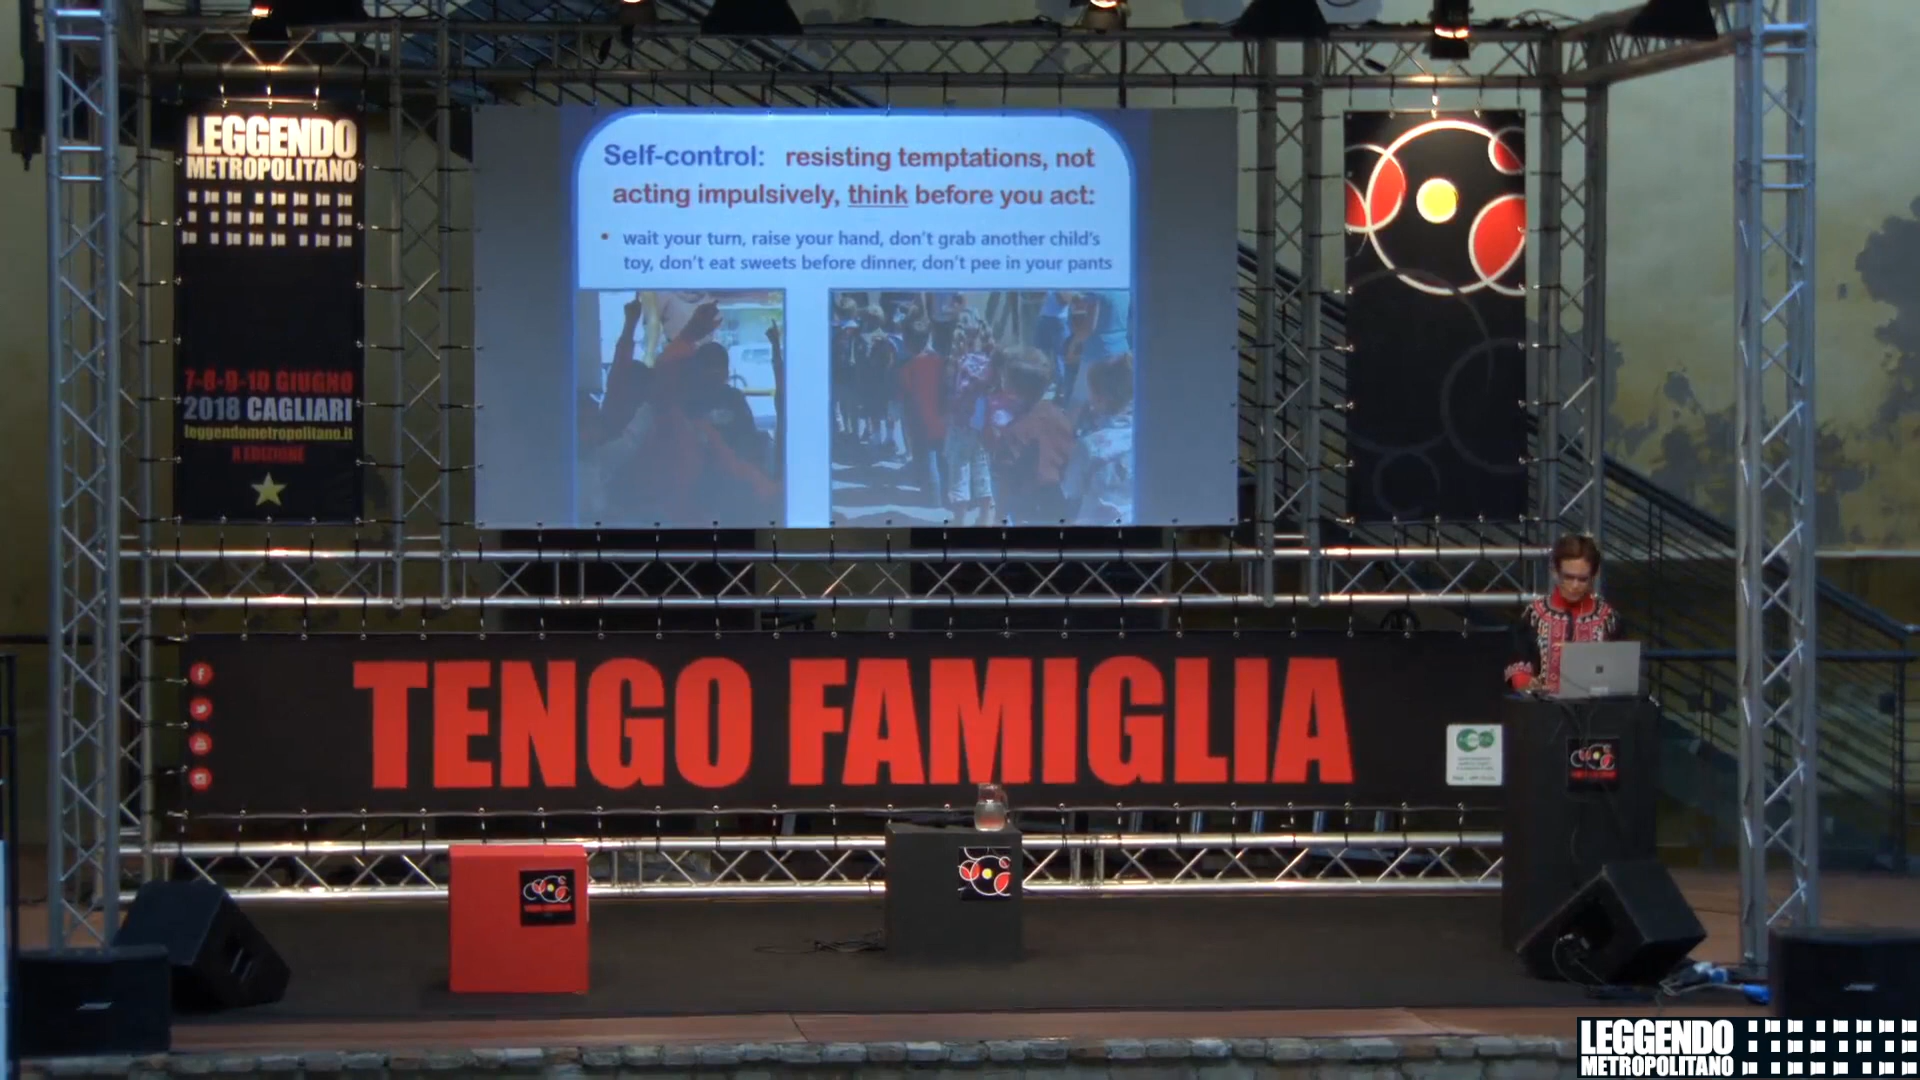 LEGGENDO
METROPOLITANO
7-8-9-10 GIUGNO
2018 CAGLIARI
leggendometropolitano.it
X EDIZIONE
Self-control: resisting temptations, not
acting impulsively, think before you act:
• wait your turn, raise your hand, don't grab another child's
toy, don't eat sweets before dinner, don't pee in your pants
TENGO FAMIGLIA
LEGGENDO
METROPOLITANO